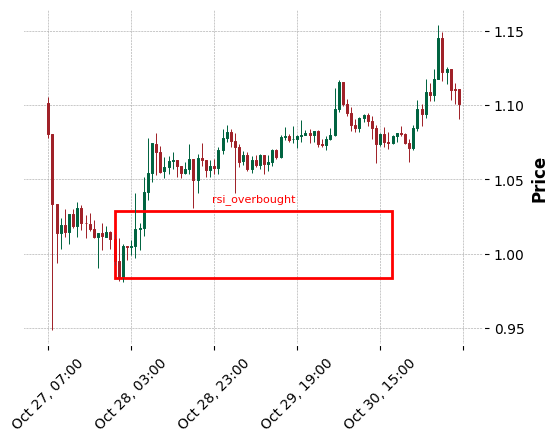 1.15
1.10
1.05
1.00
0.95
Price
rsi_overbought
Oct 27, 07:00
Oct 28, 03:00
Oct 28, 23:00
Oct 29, 19:00
Oct 30, 15:00